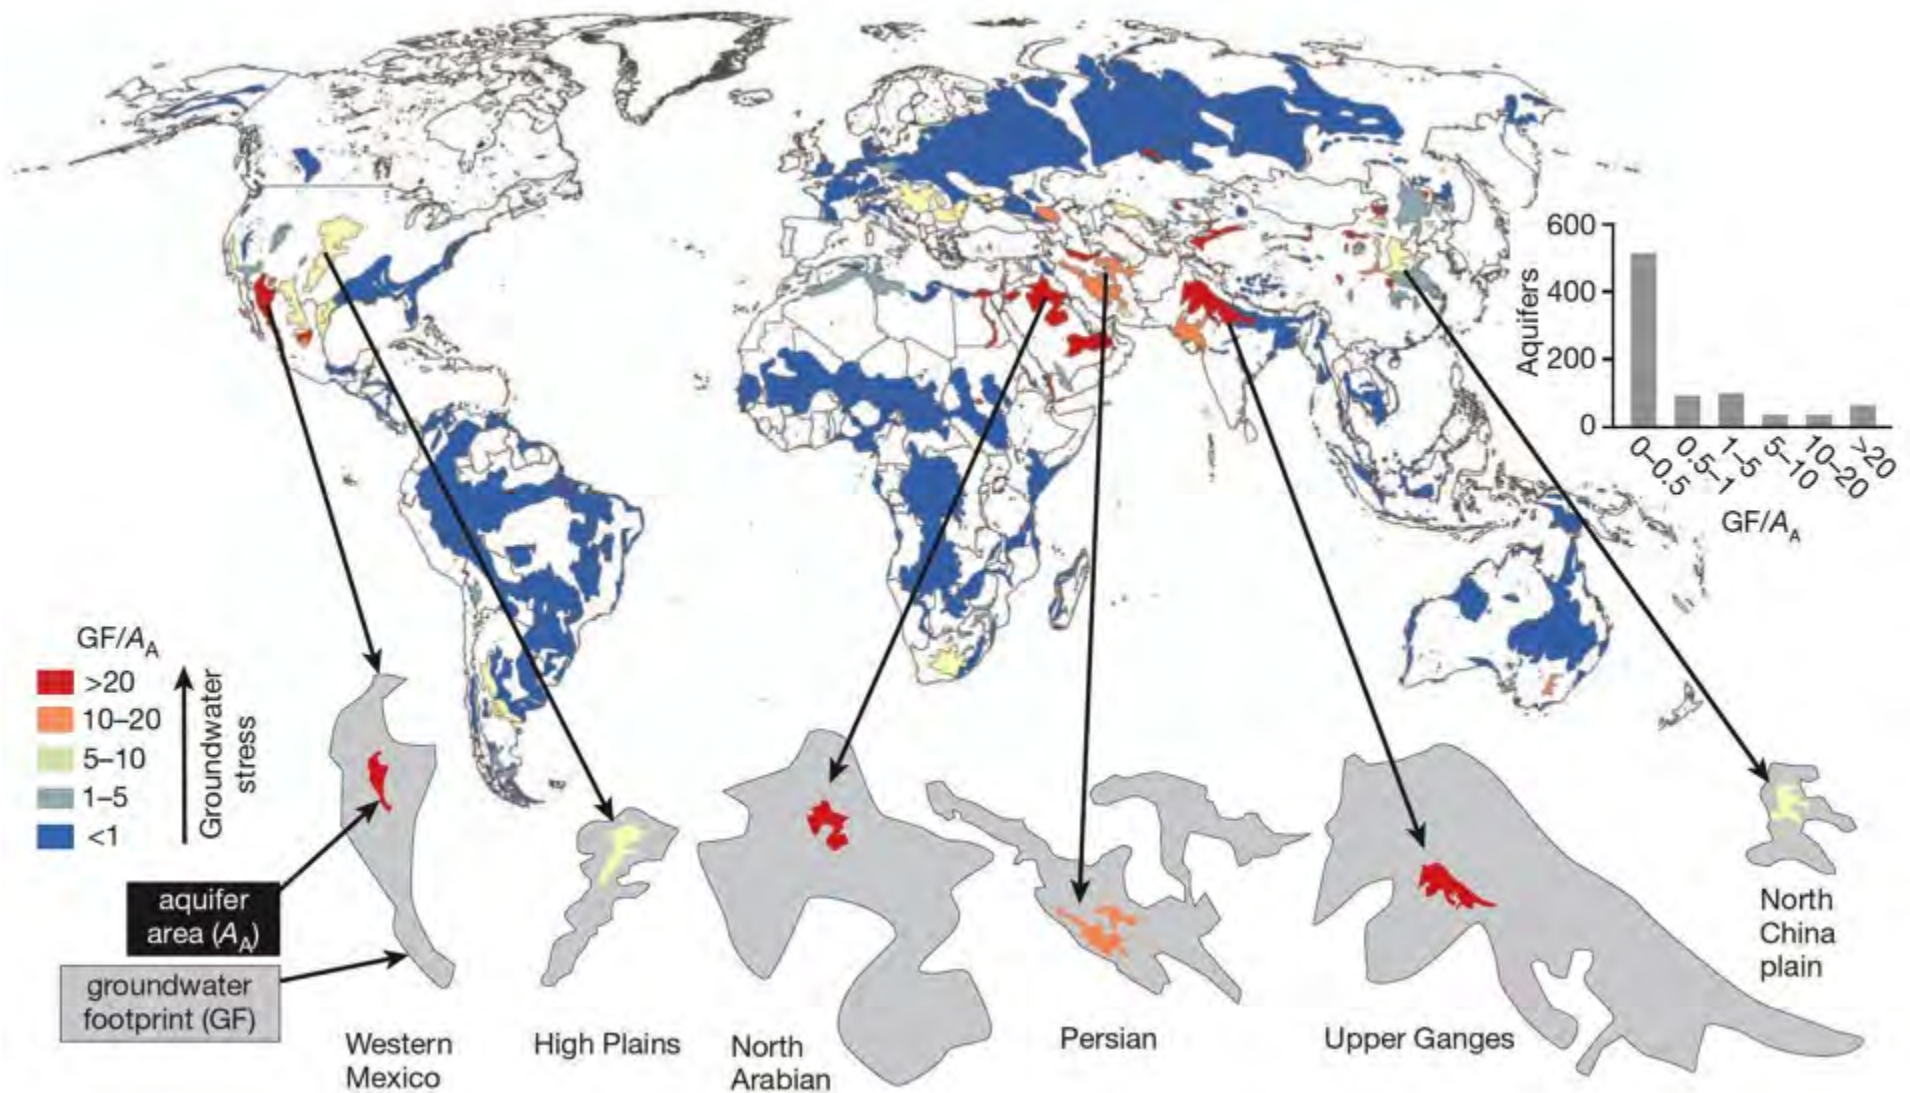 600
400
200
0
Aquifers
0–0.5
0.5–1
1–5
5–10
10–20
>20
GF/AA
GF/AA
>20
10–20
5–10
1–5
<1
Groundwater
stress
aquifer
area (AA)
groundwater
footprint (GF)
Western
Mexico
High Plains
North
Arabian
Persian
Upper Ganges
North
China
plain